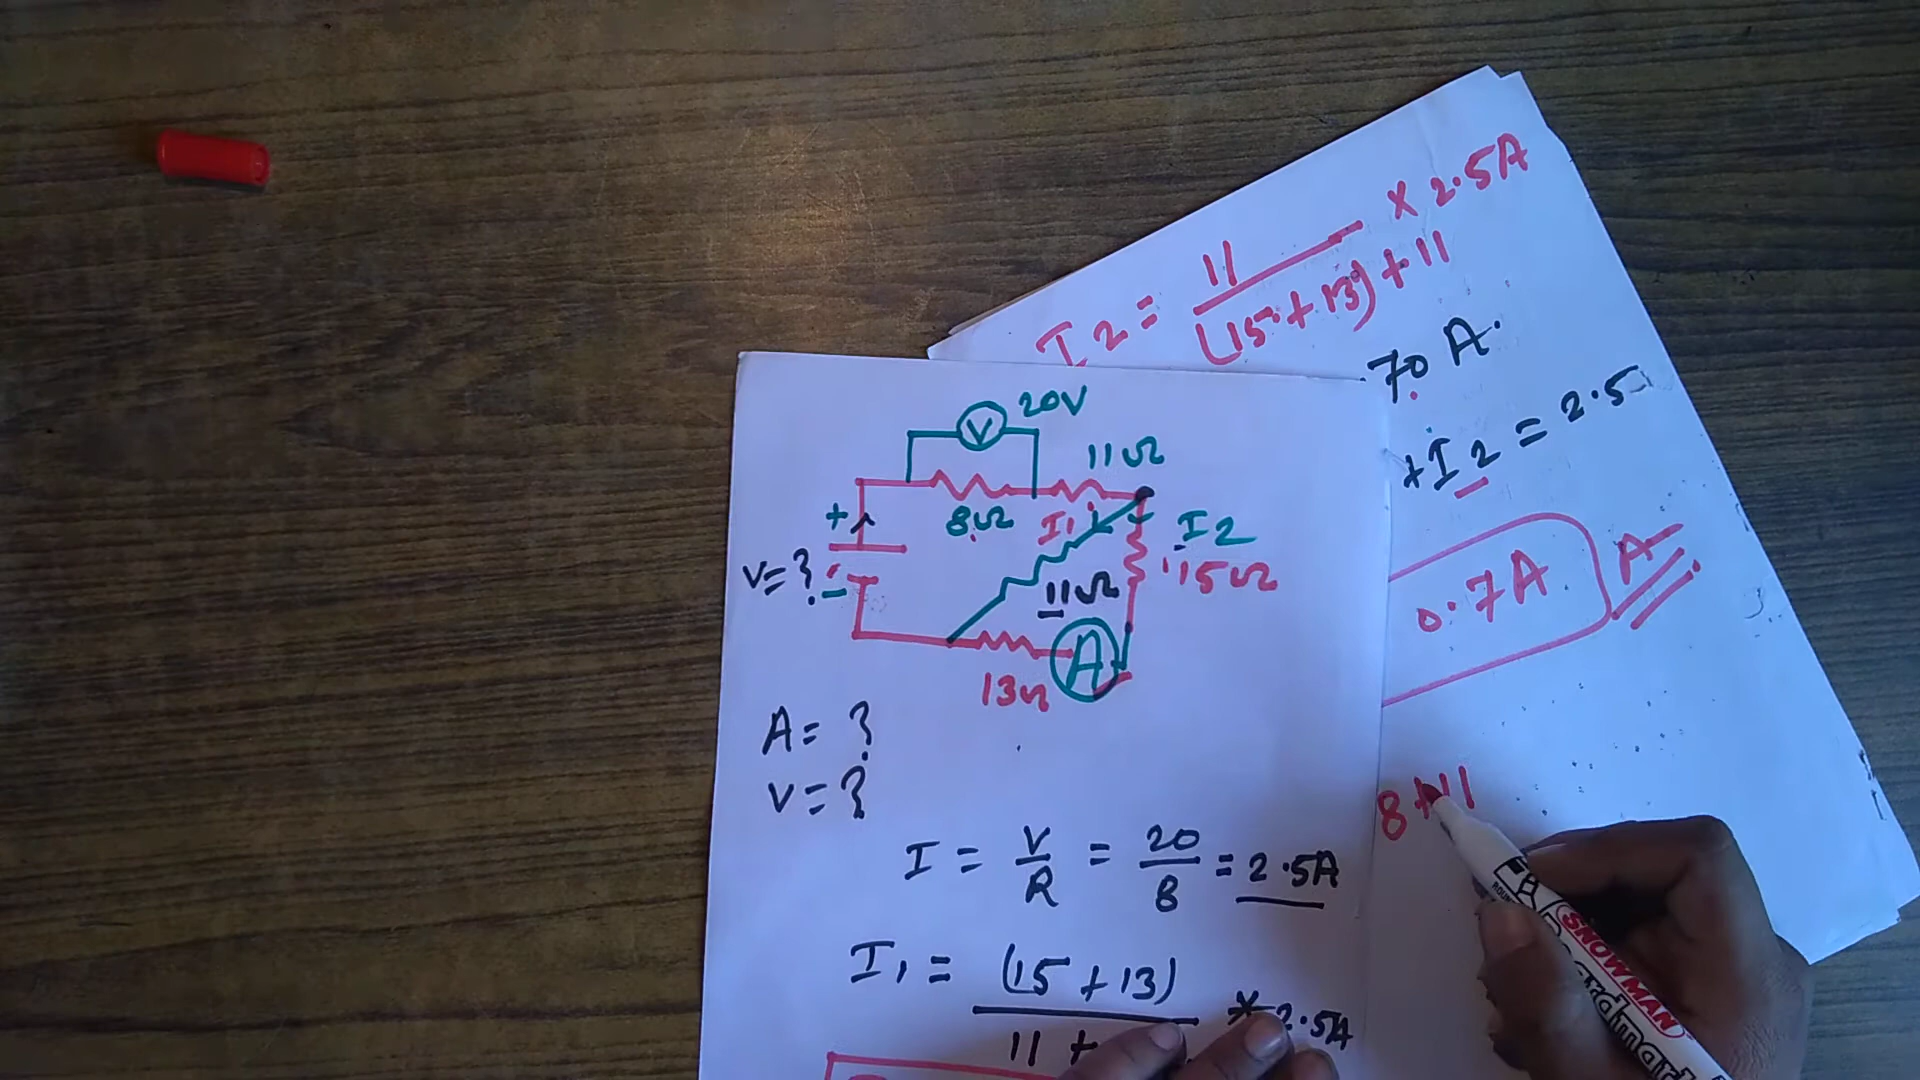 I2 = 11 / (15+13)+11 × 2.5A
.70 A.
+I2 = 2.5
0.7A A
8+11
20V
V
11Ω
8Ω
I1
I2
+
V=?
-
11Ω
15Ω
A
13Ω
A= ?
V= ?
I = V/R = 20/8 = 2.5A
I1 = (15+13) / 11 + * 2.5A
SNOWMAN